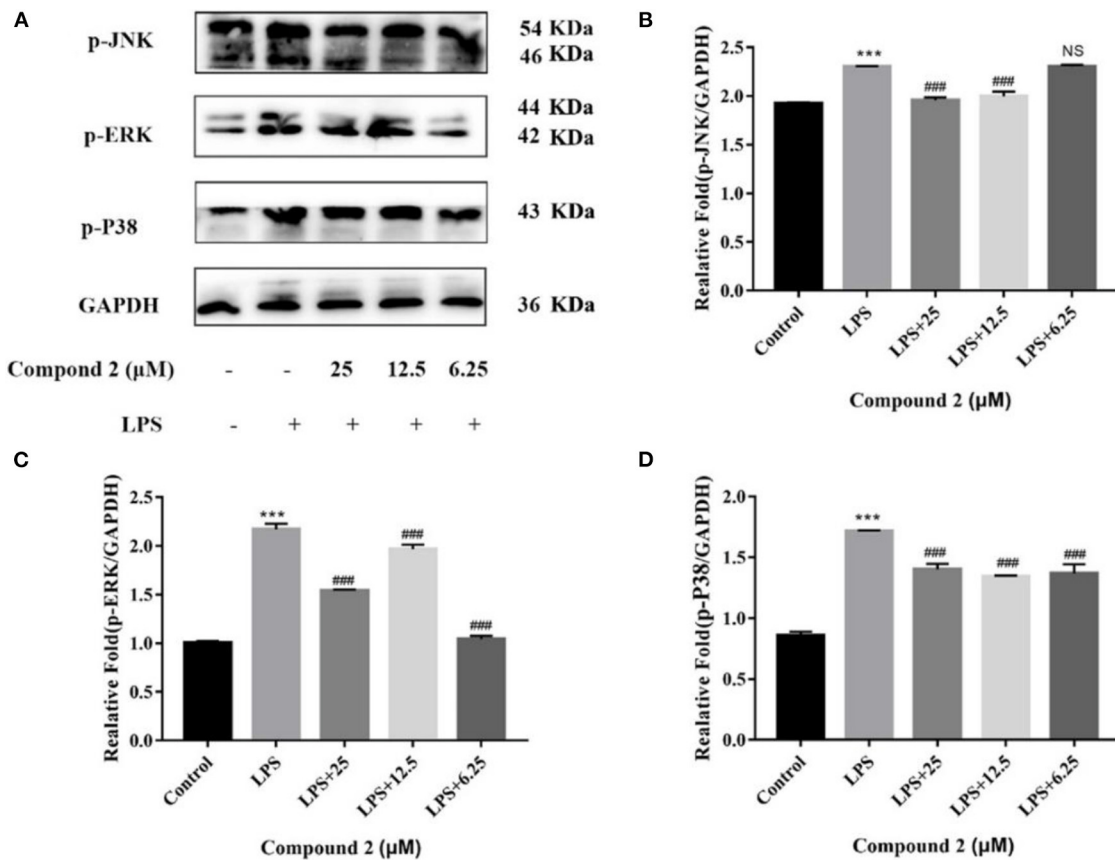 A
p-JNK
54 KDa
46 KDa
p-ERK
44 KDa
42 KDa
p-P38
43 KDa
GAPDH
36 KDa
Compond 2 (μM) - - 25 12.5 6.25
LPS - + + + +
B
Realative Fold(p-JNK/GAPDH)
2.5
2.0
1.5
1.0
0.5
0.0
***
###
###
NS
Control
LPS
LPS+25
LPS+12.5
LPS+6.25
Compound 2 (μM)
C
Realative Fold(p-ERK/GAPDH)
2.5
2.0
1.5
1.0
0.5
0.0
***
###
###
###
Control
LPS
LPS+25
LPS+12.5
LPS+6.25
Compound 2 (μM)
D
Realative Fold(p-P38/GAPDH)
2.0
1.5
1.0
0.5
0.0
***
###
###
###
Control
LPS
LPS+25
LPS+12.5
LPS+6.25
Compound 2 (μM)